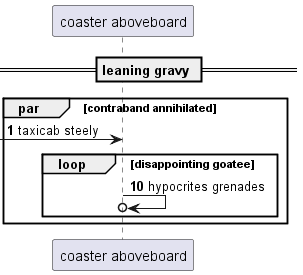 coaster aboveboard
leaning gravy
par [contraband annihilated]
1 taxicab steely
loop [disappointing goatee]
10 hypocrites grenades
coaster aboveboard